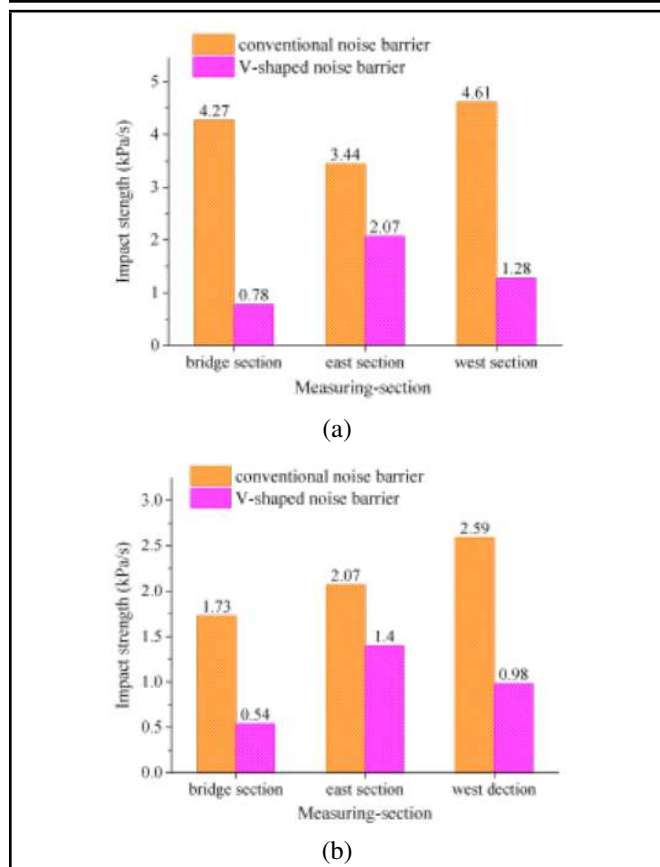 conventional noise barrier
V-shaped noise barrier
Impact stength (kPa/s)
5
4
3
2
1
0
4.27
0.78
3.44
2.07
4.61
1.28
bridge section
east section
west section
Measuring-section
(a)
conventional noise barrier
V-shaped noise barrier
Impact strength (kPa/s)
3.0
2.5
2.0
1.5
1.0
0.5
0.0
1.73
0.54
2.07
1.4
2.59
0.98
bridge section
east section
west dection
Measuring-section
(b)